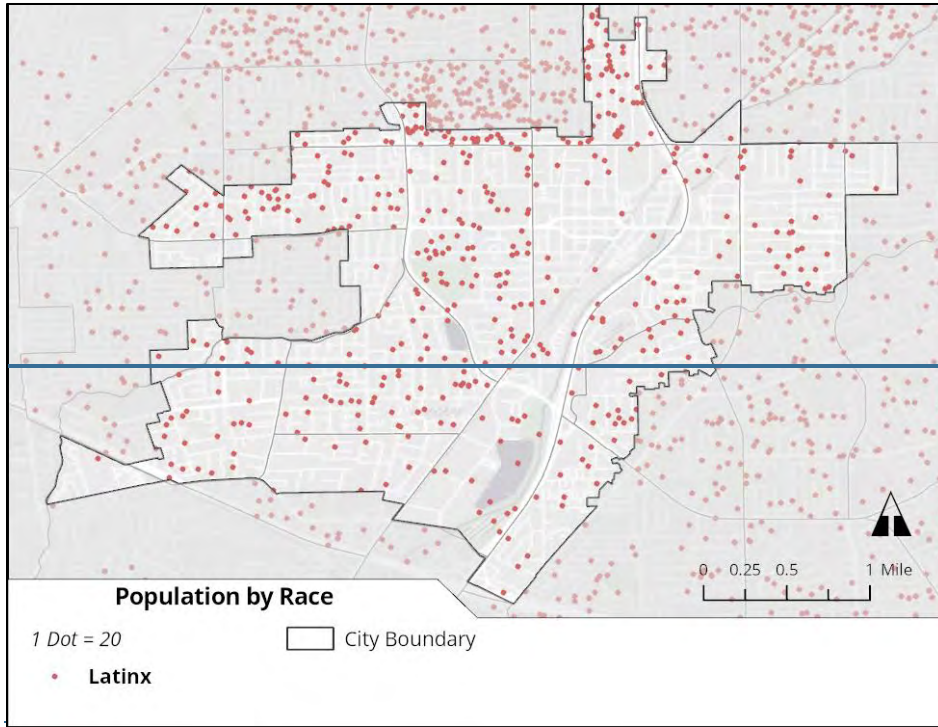 0 0.25 0.5 1 Mile
Population by Race
1 Dot = 20
City Boundary
Latinx